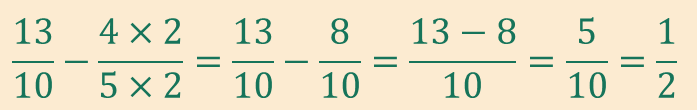 13/10 − (4 × 2)/(5 × 2) = 13/10 − 8/10 = (13 − 8)/10 = 5/10 = 1/2